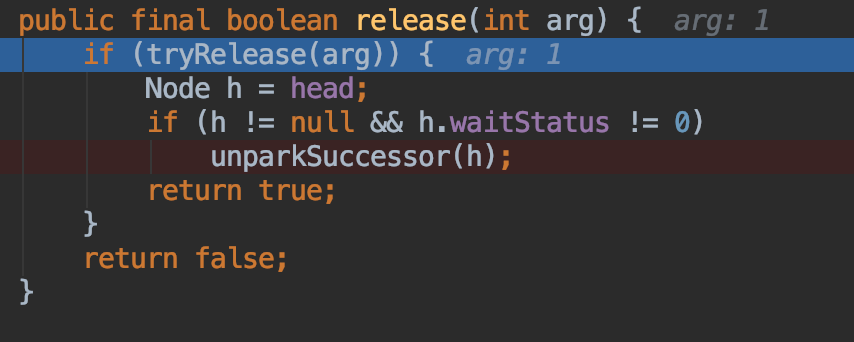 public final boolean release(int arg) {  arg: 1
    if (tryRelease(arg)) {  arg: 1
        Node h = head;
        if (h != null && h.waitStatus != 0)
            unparkSuccessor(h);
        return true;
    }
    return false;
}